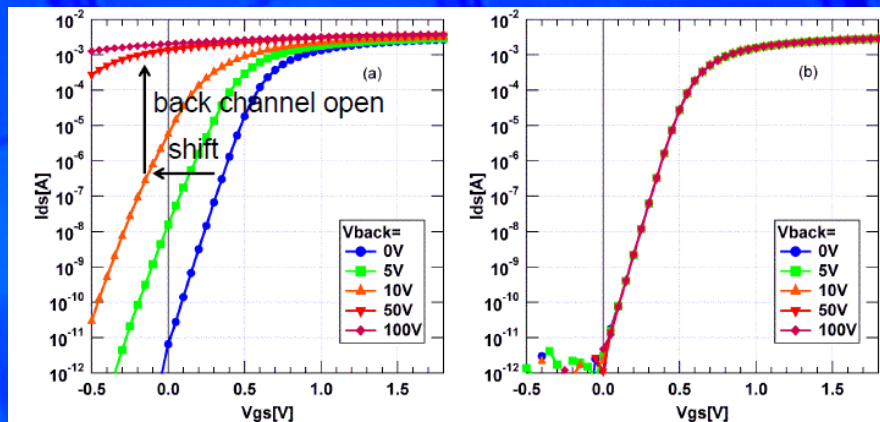 10⁻²
10⁻³
10⁻⁴
10⁻⁵
10⁻⁶
10⁻⁷
10⁻⁸
10⁻⁹
10⁻¹⁰
10⁻¹¹
10⁻¹²
Ids[A]
(a)
back channel open
shift
Vback=
0V
5V
10V
50V
100V
-0.5
0.0
0.5
1.0
1.5
Vgs[V]
10⁻²
10⁻³
10⁻⁴
10⁻⁵
10⁻⁶
10⁻⁷
10⁻⁸
10⁻⁹
10⁻¹⁰
10⁻¹¹
10⁻¹²
Ids[A]
(b)
Vback=
0V
5V
10V
50V
100V
-0.5
0.0
0.5
1.0
1.5
Vgs[V]